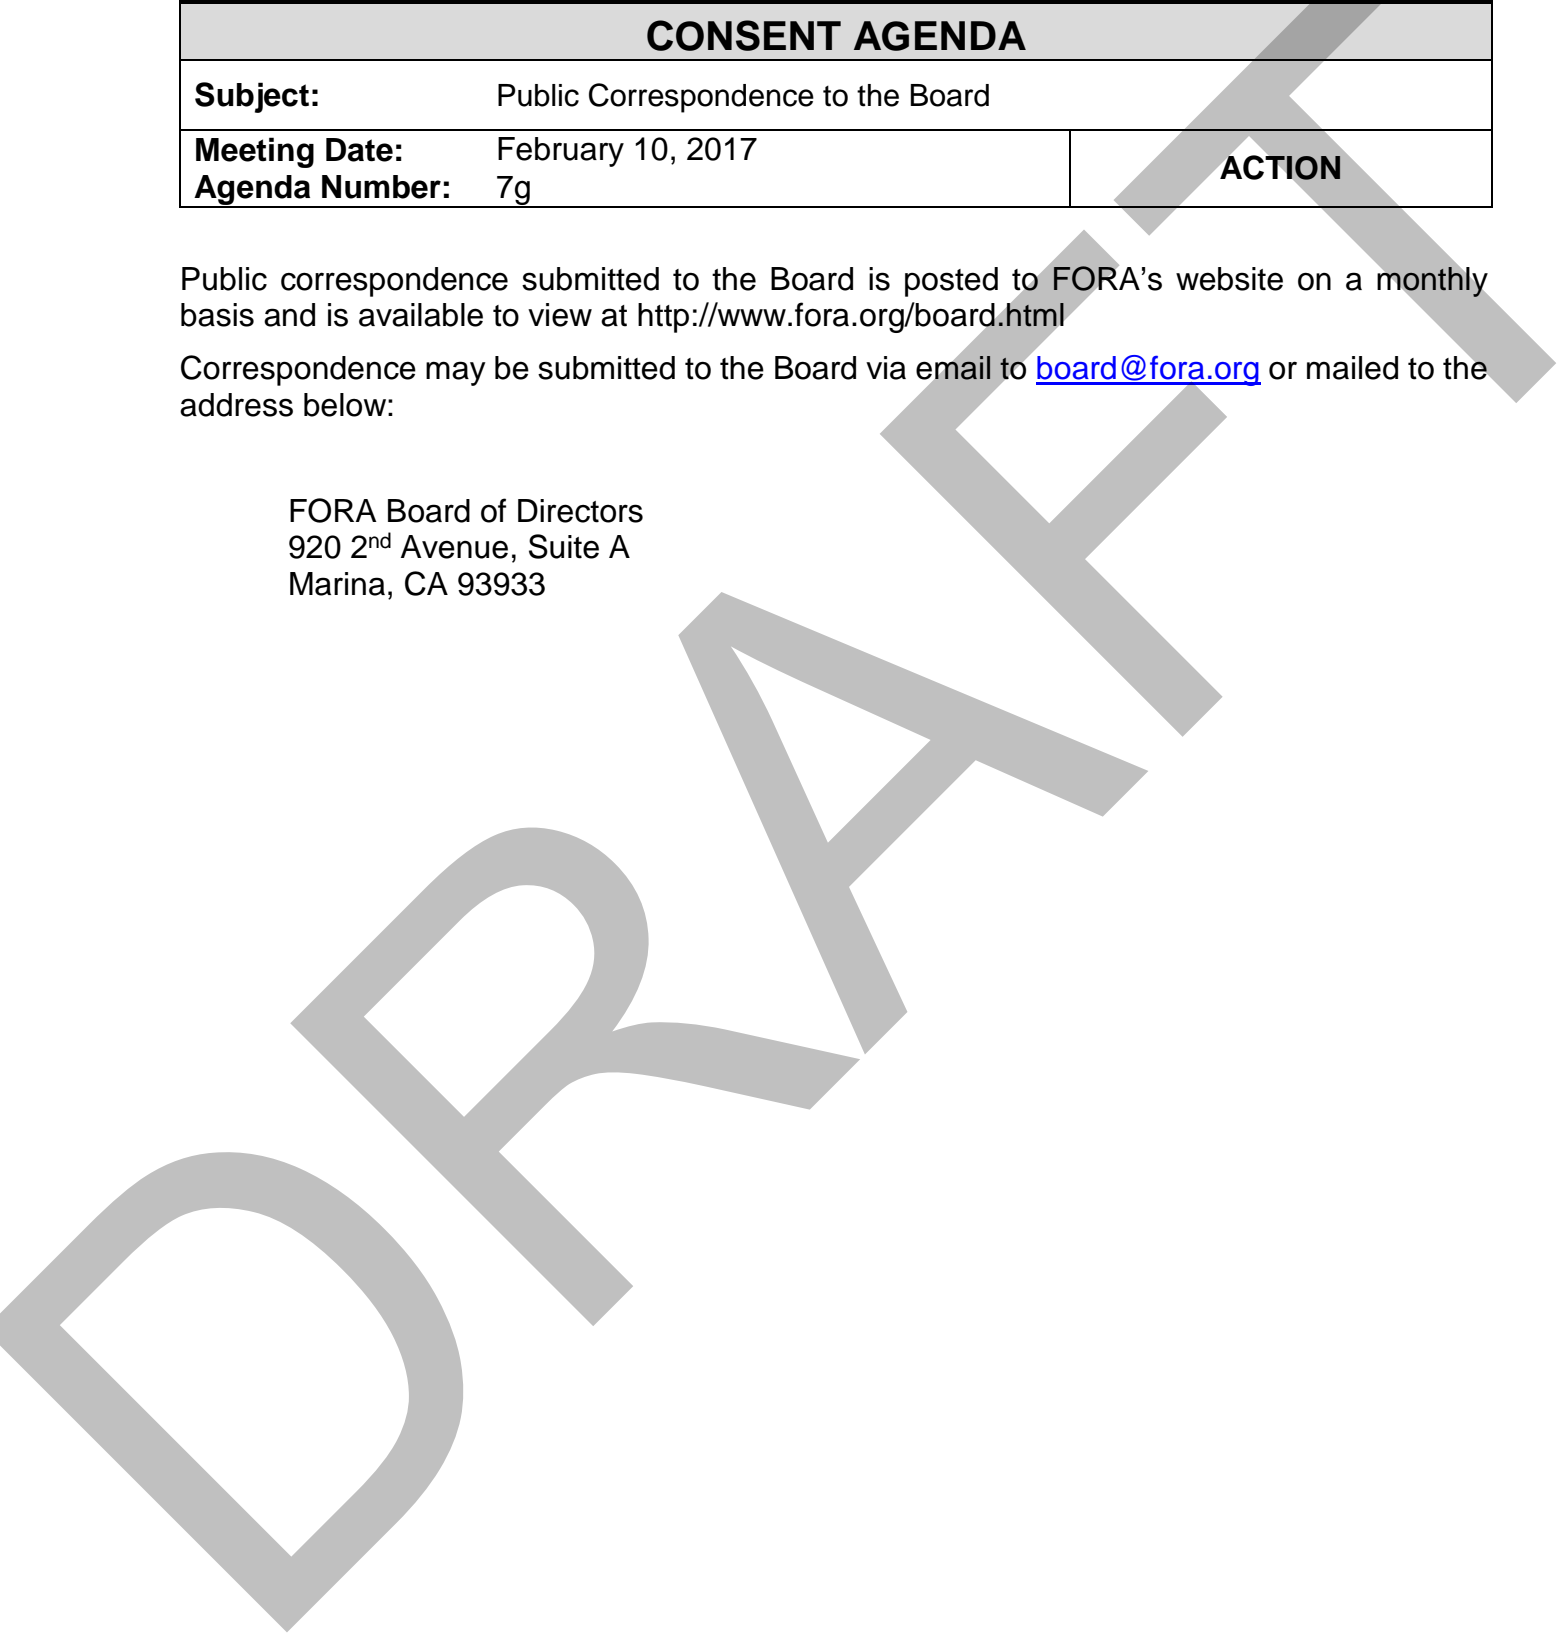 CONSENT AGENDA
Subject: Public Correspondence to the Board
Meeting Date: February 10, 2017
Agenda Number: 7g
ACTION
Public correspondence submitted to the Board is posted to FORA’s website on a monthly
basis and is available to view at http://www.fora.org/board.html
Correspondence may be submitted to the Board via email to board@fora.org or mailed to the
address below:
FORA Board of Directors
920 2nd Avenue, Suite A
Marina, CA 93933
DRAFT